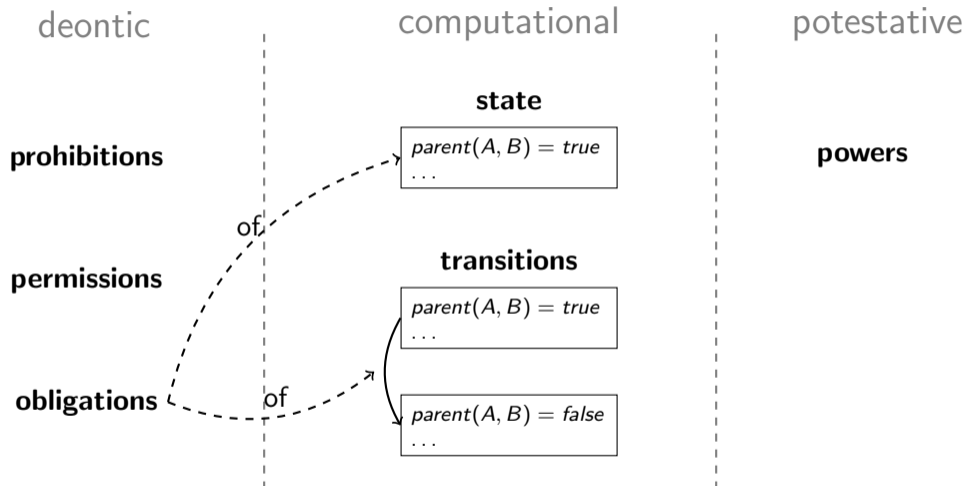 deontic
computational
potestative
state
prohibitions
parent(A, B) = true
...
powers
of
permissions
transitions
parent(A, B) = true
...
obligations
of
parent(A, B) = false
...